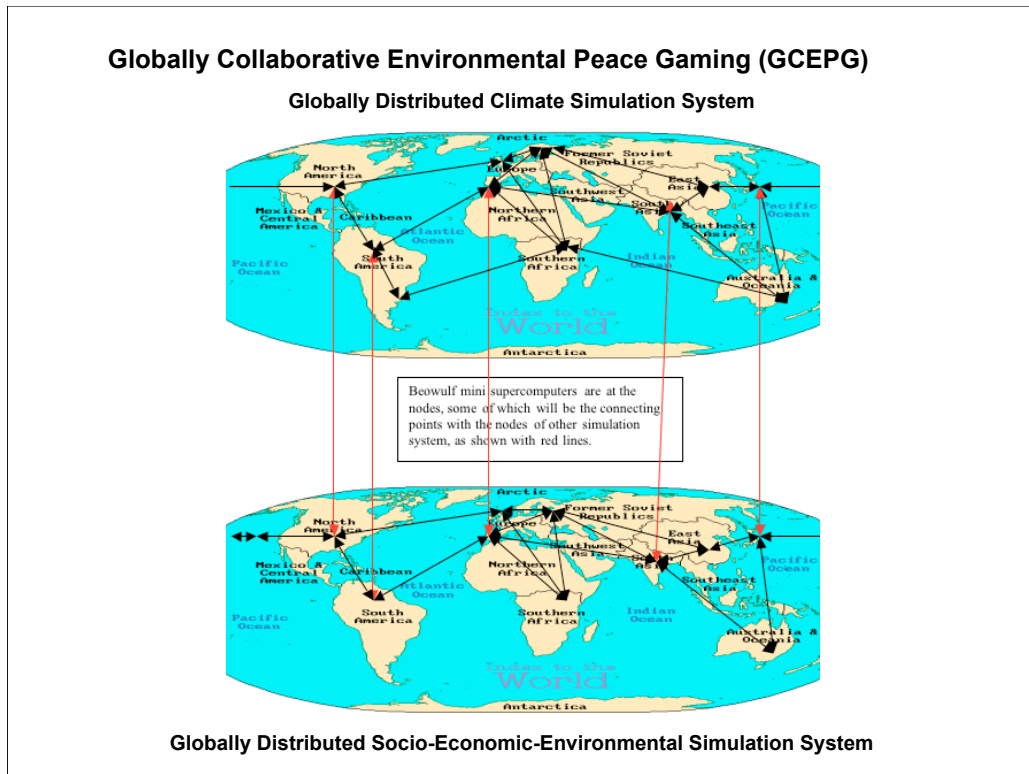 Globally Collaborative Environmental Peace Gaming (GCEPG)
Globally Distributed Climate Simulation System
Arctic
North
America
Europe
Former Soviet
Republics
East
Asia
Mexico &
Central
America
Caribbean
Atlantic
Ocean
Northern
Africa
Southwest
Asia
South
Asia
Southeast
Asia
Pacific
Ocean
Pacific
Ocean
South
America
Southern
Africa
Indian
Ocean
Australia &
Oceania
Index to the
World
Antarctica
Beowulf mini supercomputers are at the
nodes, some of which will be the connecting
points with the nodes of other simulation
system, as shown with red lines.
Arctic
North
America
Europe
Former Soviet
Republics
East
Asia
Mexico &
Central
America
Caribbean
Atlantic
Ocean
Northern
Africa
Southwest
Asia
South
Asia
Southeast
Asia
Pacific
Ocean
Pacific
Ocean
South
America
Southern
Africa
Indian
Ocean
Australia &
Oceania
Index to the
World
Antarctica
Globally Distributed Socio-Economic-Environmental Simulation System